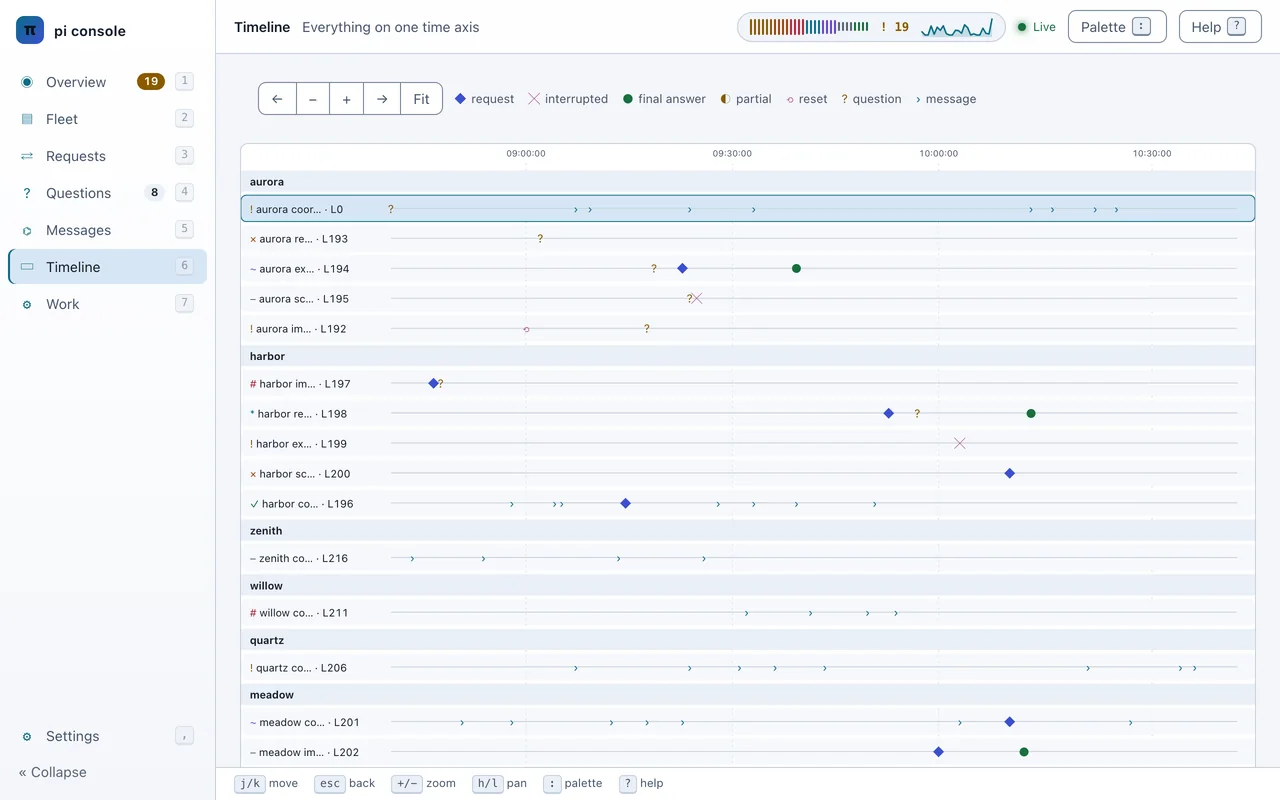 π pi console
Overview 19 1
Fleet 2
Requests 3
? Questions 8 4
Messages 5
Timeline 6
Work 7
Settings ,
« Collapse
Timeline Everything on one time axis
! 19
Live
Palette :
Help ?
← − + → Fit
request interrupted final answer partial reset ? question › message
09:00:00 09:30:00 10:00:00 10:30:00
aurora
! aurora coor... · L0
× aurora re... · L193
~ aurora ex... · L194
– aurora sc... · L195
! aurora im... · L192
harbor
# harbor im... · L197
* harbor re... · L198
! harbor ex... · L199
× harbor sc... · L200
✓ harbor co... · L196
zenith
– zenith co... · L216
willow
# willow co... · L211
quartz
! quartz co... · L206
meadow
~ meadow co... · L201
– meadow im... · L202
j/k move esc back +/− zoom h/l pan : palette ? help